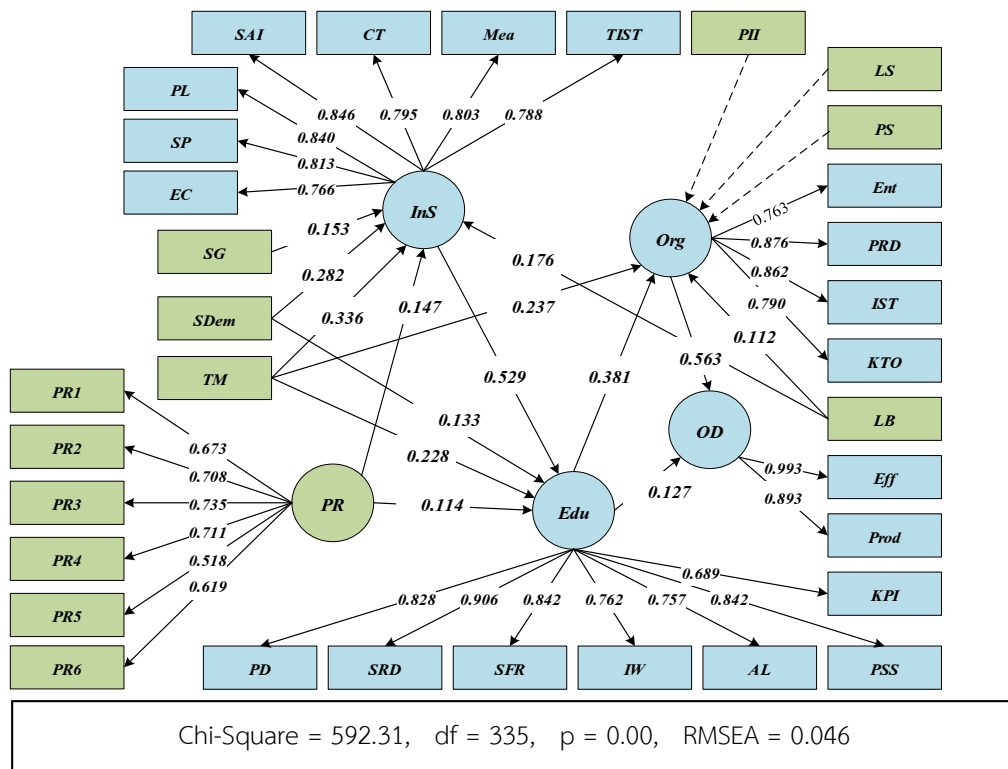 SAI
CT
Mea
TIST
PII
LS
PL
0.846
0.795
0.803
0.788
PS
0.840
SP
0.813
Ent
EC
0.766
0.763
InS
Org
PRD
0.876
SG
0.153
0.176
0.862
IST
0.282
0.790
SDem
0.147
0.237
0.336
0.112
KTO
TM
0.563
PR1
0.529
0.381
LB
0.133
OD
PR2
0.673
0.228
0.993
Eff
0.708
0.127
PR3
0.735
PR
0.114
Edu
0.893
0.711
Prod
PR4
0.518
0.619
0.689
KPI
PR5
0.828
0.906
0.842
0.762
0.757
0.842
PR6
PD
SRD
SFR
IW
AL
PSS
Chi-Square = 592.31, df = 335, p = 0.00, RMSEA = 0.046